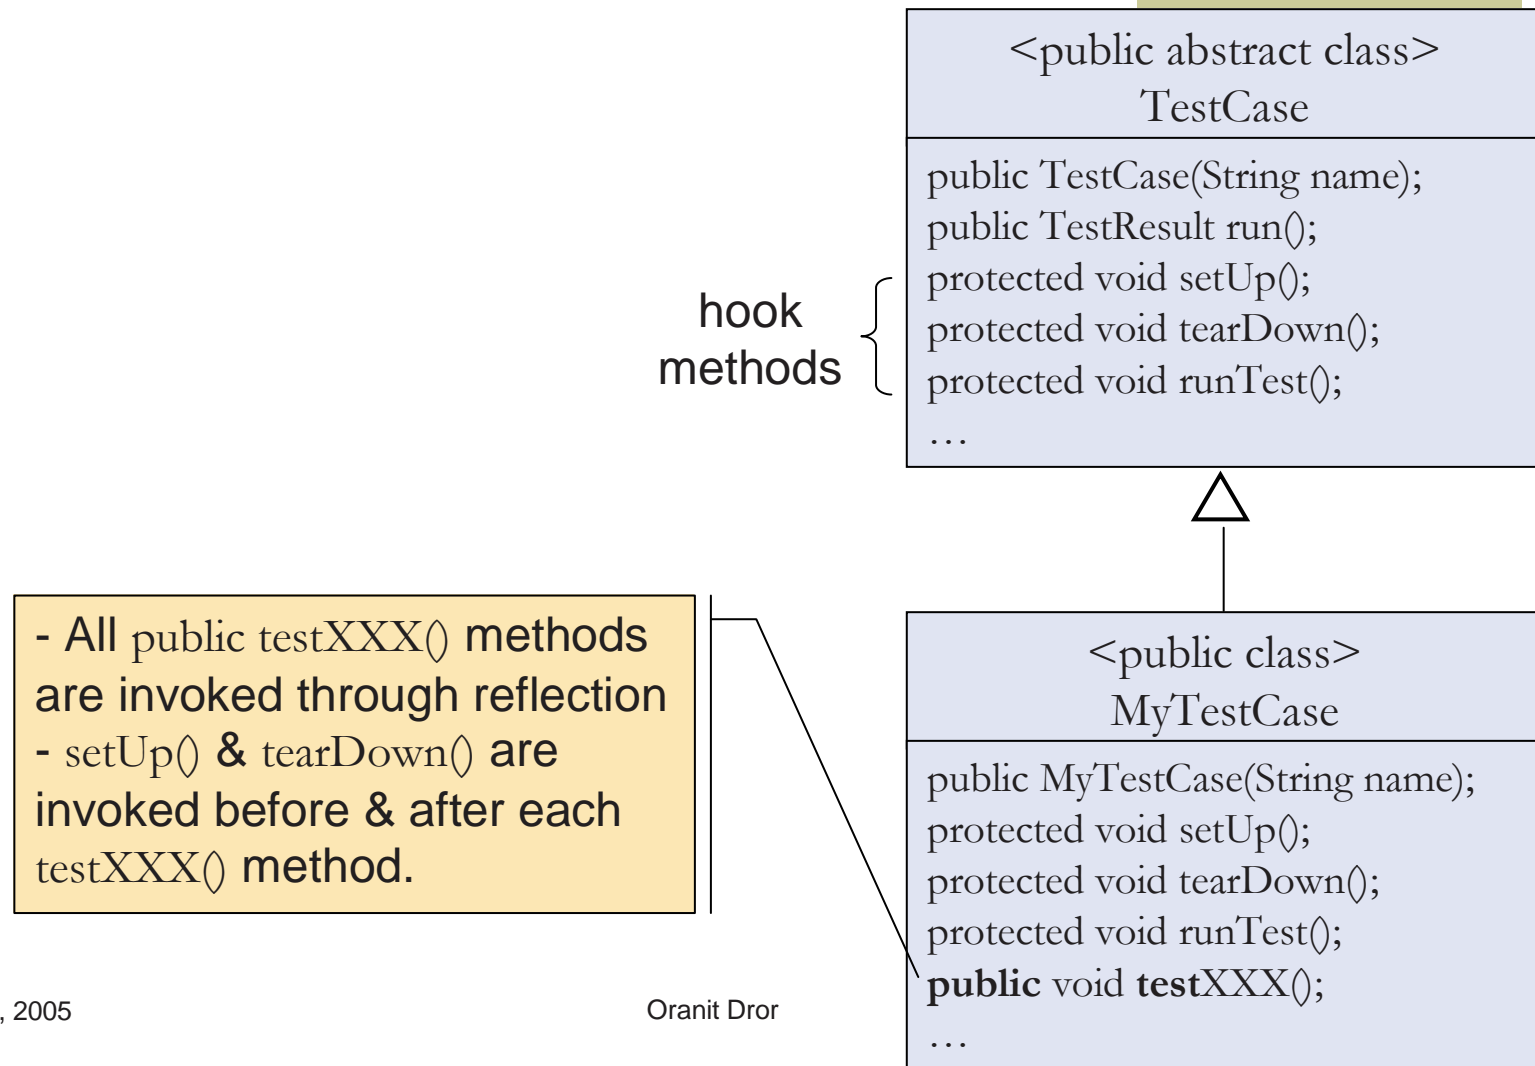 <public abstract class>
TestCase
public TestCase(String name);
public TestResult run();
protected void setUp();
protected void tearDown();
protected void runTest();
…
hook
methods
- All public testXXX() methods
are invoked through reflection
- setUp() & tearDown() are
invoked before & after each
testXXX() method.
<public class>
MyTestCase
public MyTestCase(String name);
protected void setUp();
protected void tearDown();
protected void runTest();
public void testXXX();
…
, 2005
Oranit Dror